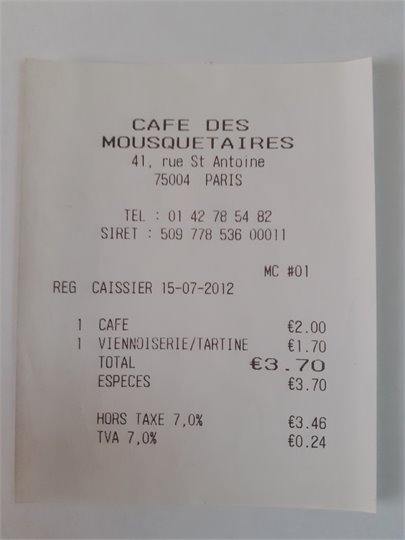 CAFE DES
MOUSQUETAIRES
41, rue St Antoine
75004 PARIS
TEL : 01 42 78 54 82
SIRET : 509 778 536 00011
MC #01
REG CAISSIER 15-07-2012
1 CAFE €2.00
1 VIENNOISERIE/TARTINE €1.70
TOTAL €3.70
ESPECES €3.70
HORS TAXE 7,0% €3.46
TVA 7,0% €0.24